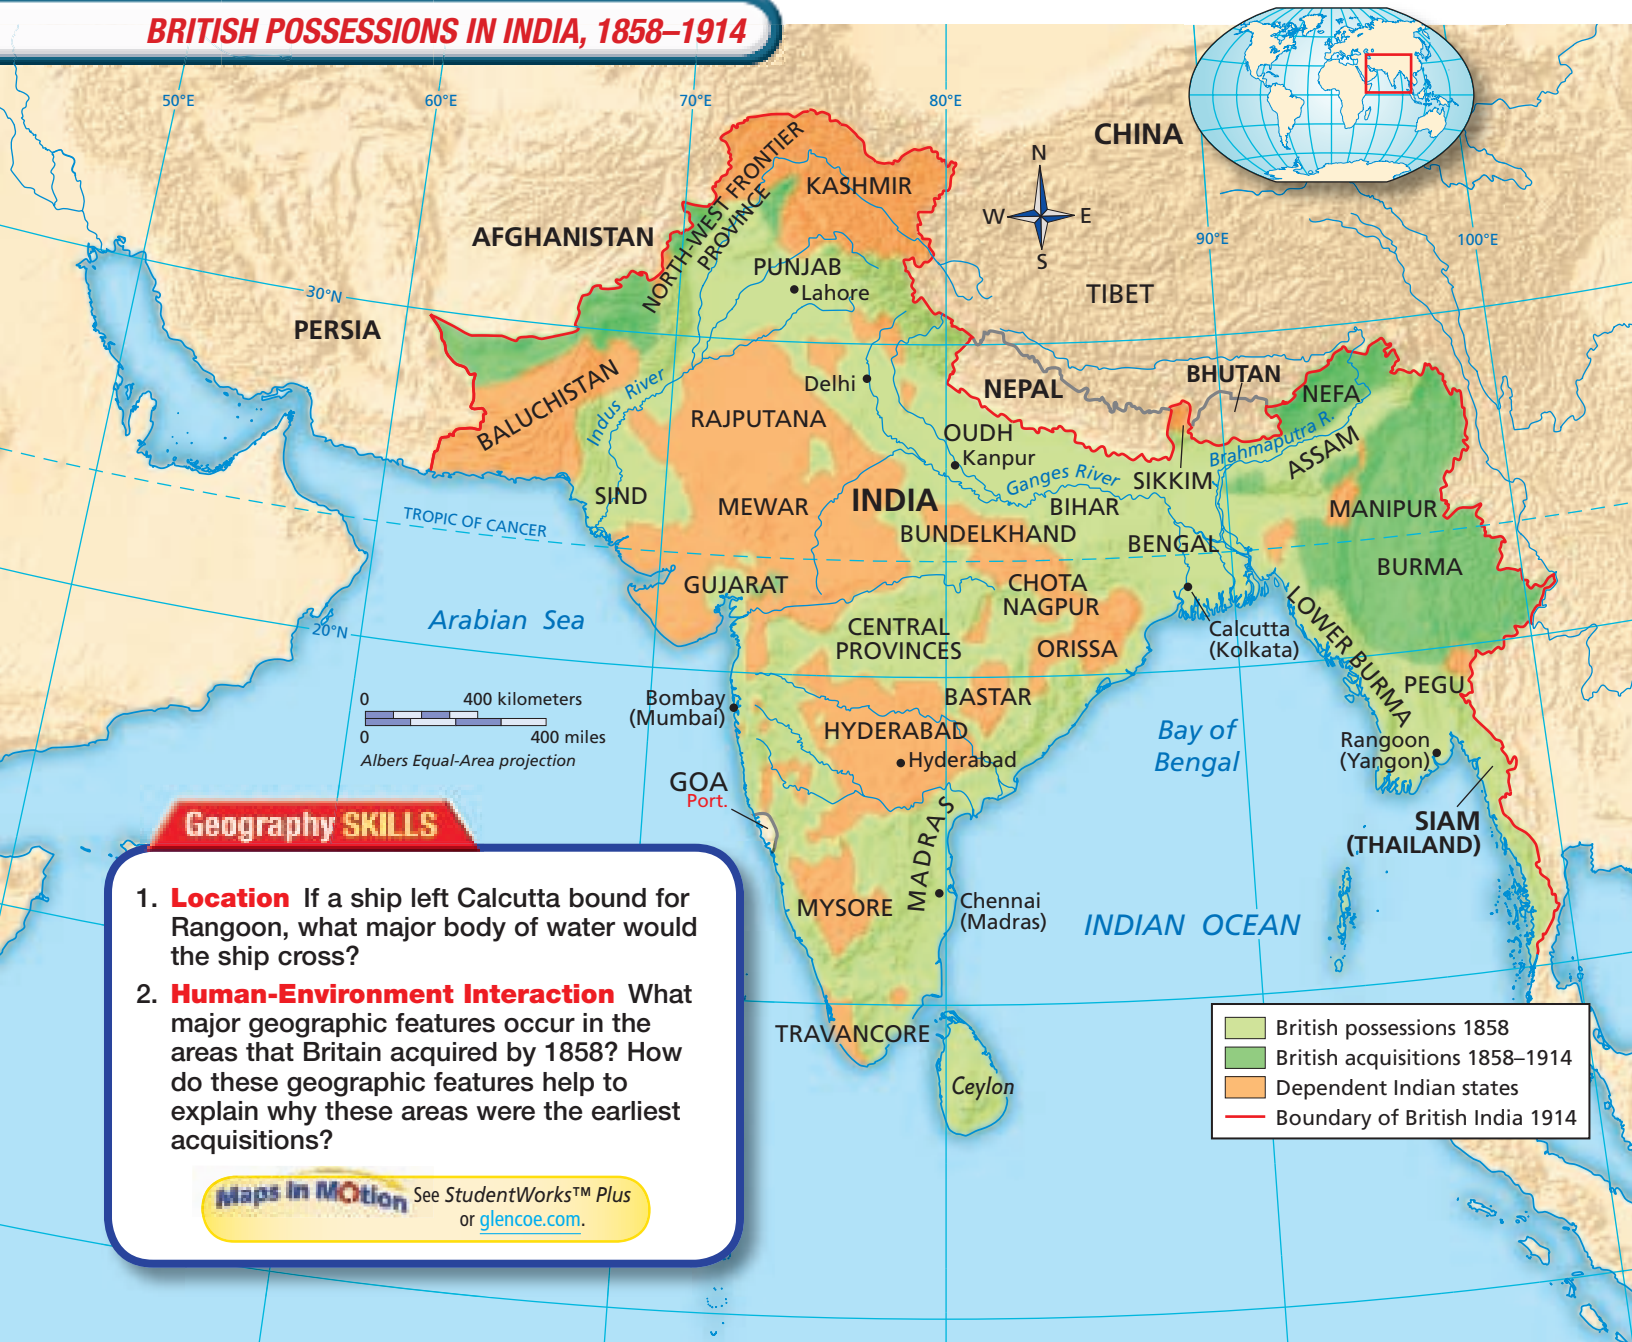 BRITISH POSSESSIONS IN INDIA, 1858–1914
50°E
60°E
70°E
80°E
90°E
100°E
30°N
20°N
CHINA
N
W
E
S
TIBET
AFGHANISTAN
PERSIA
NORTH-WEST FRONTIER
PROVINCE
KASHMIR
PUNJAB
Lahore
BALUCHISTAN
Indus River
Delhi
RAJPUTANA
NEPAL
BHUTAN
NEFA
Brahmaputra R.
ASSAM
OUDH
Kanpur
Ganges River
SIKKIM
SIND
MEWAR
INDIA
BIHAR
MANIPUR
BUNDELKHAND
BENGAL
TROPIC OF CANCER
BURMA
GUJARAT
CHOTA
NAGPUR
Arabian Sea
CENTRAL
PROVINCES
ORISSA
Calcutta
(Kolkata)
LOWER BURMA
PEGU
0 400 kilometers
0 400 miles
Albers Equal-Area projection
Bombay
(Mumbai)
BASTAR
HYDERABAD
Hyderabad
Bay of
Bengal
Rangoon
(Yangon)
GOA
Port.
SIAM
(THAILAND)
MADRAS
MYSORE
Chennai
(Madras)
INDIAN OCEAN
TRAVANCORE
Ceylon
British possessions 1858
British acquisitions 1858–1914
Dependent Indian states
Boundary of British India 1914
Geography SKILLS
1. Location If a ship left Calcutta bound for
Rangoon, what major body of water would
the ship cross?
2. Human-Environment Interaction What
major geographic features occur in the
areas that Britain acquired by 1858? How
do these geographic features help to
explain why these areas were the earliest
acquisitions?
Maps In MOtion See StudentWorks™ Plus
or glencoe.com.